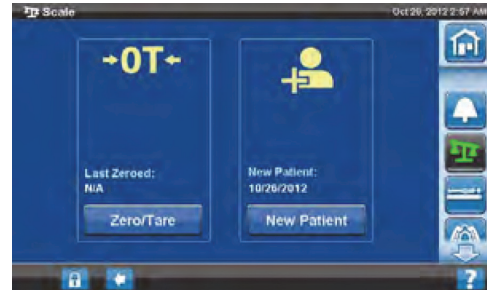 Scale
Oct 29, 2012 2:57 AM
→0T←
Last Zeroed:
N/A
Zero/Tare
New Patient:
10/26/2012
New Patient
?